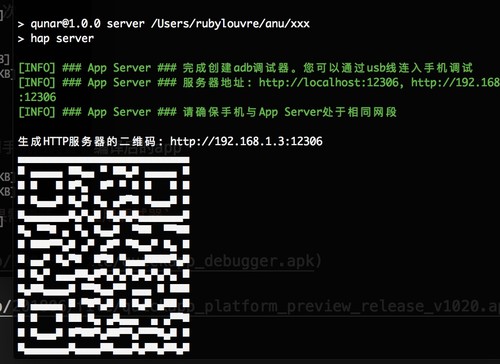 > qunar@1.0.0 server /Users/rubylouvre/anu/xxx
> hap server
[INFO] ### App Server ### 完成创建adb调试器。您可以通过usb线连入手机调试
[INFO] ### App Server ### 服务器地址: http://localhost:12306, http://192.168
:12306
[INFO] ### App Server ### 请确保手机与App Server处于相同网段
生成HTTP服务器的二维码: http://192.168.1.3:12306
_debugger.apk)
_platform_preview_release_v1020.ap